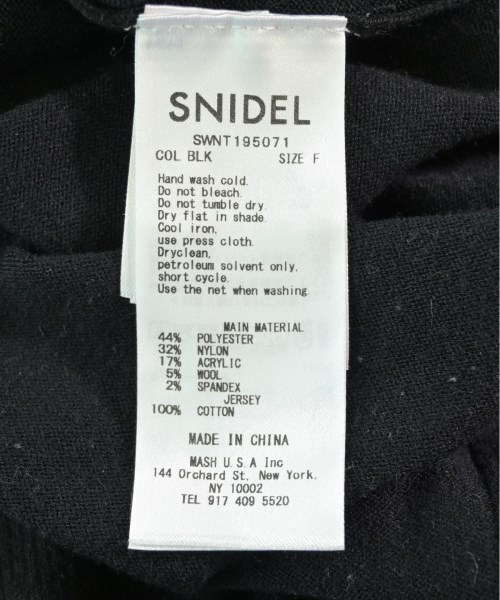 SNIDEL
SWNT195071
COL BLK SIZE F
Hand wash cold.
Do not bleach.
Do not tumble dry.
Dry flat in shade.
Cool iron,
use press cloth.
Dryclean,
petroleum solvent only,
short cycle.
Use the net when washing.
MAIN MATERIAL
44% POLYESTER
32% NYLON
17% ACRYLIC
5% WOOL
2% SPANDEX
JERSEY
100% COTTON
MADE IN CHINA
MASH U.S.A Inc
144 Orchard St, New York.
NY 10002
TEL 917 409 5520